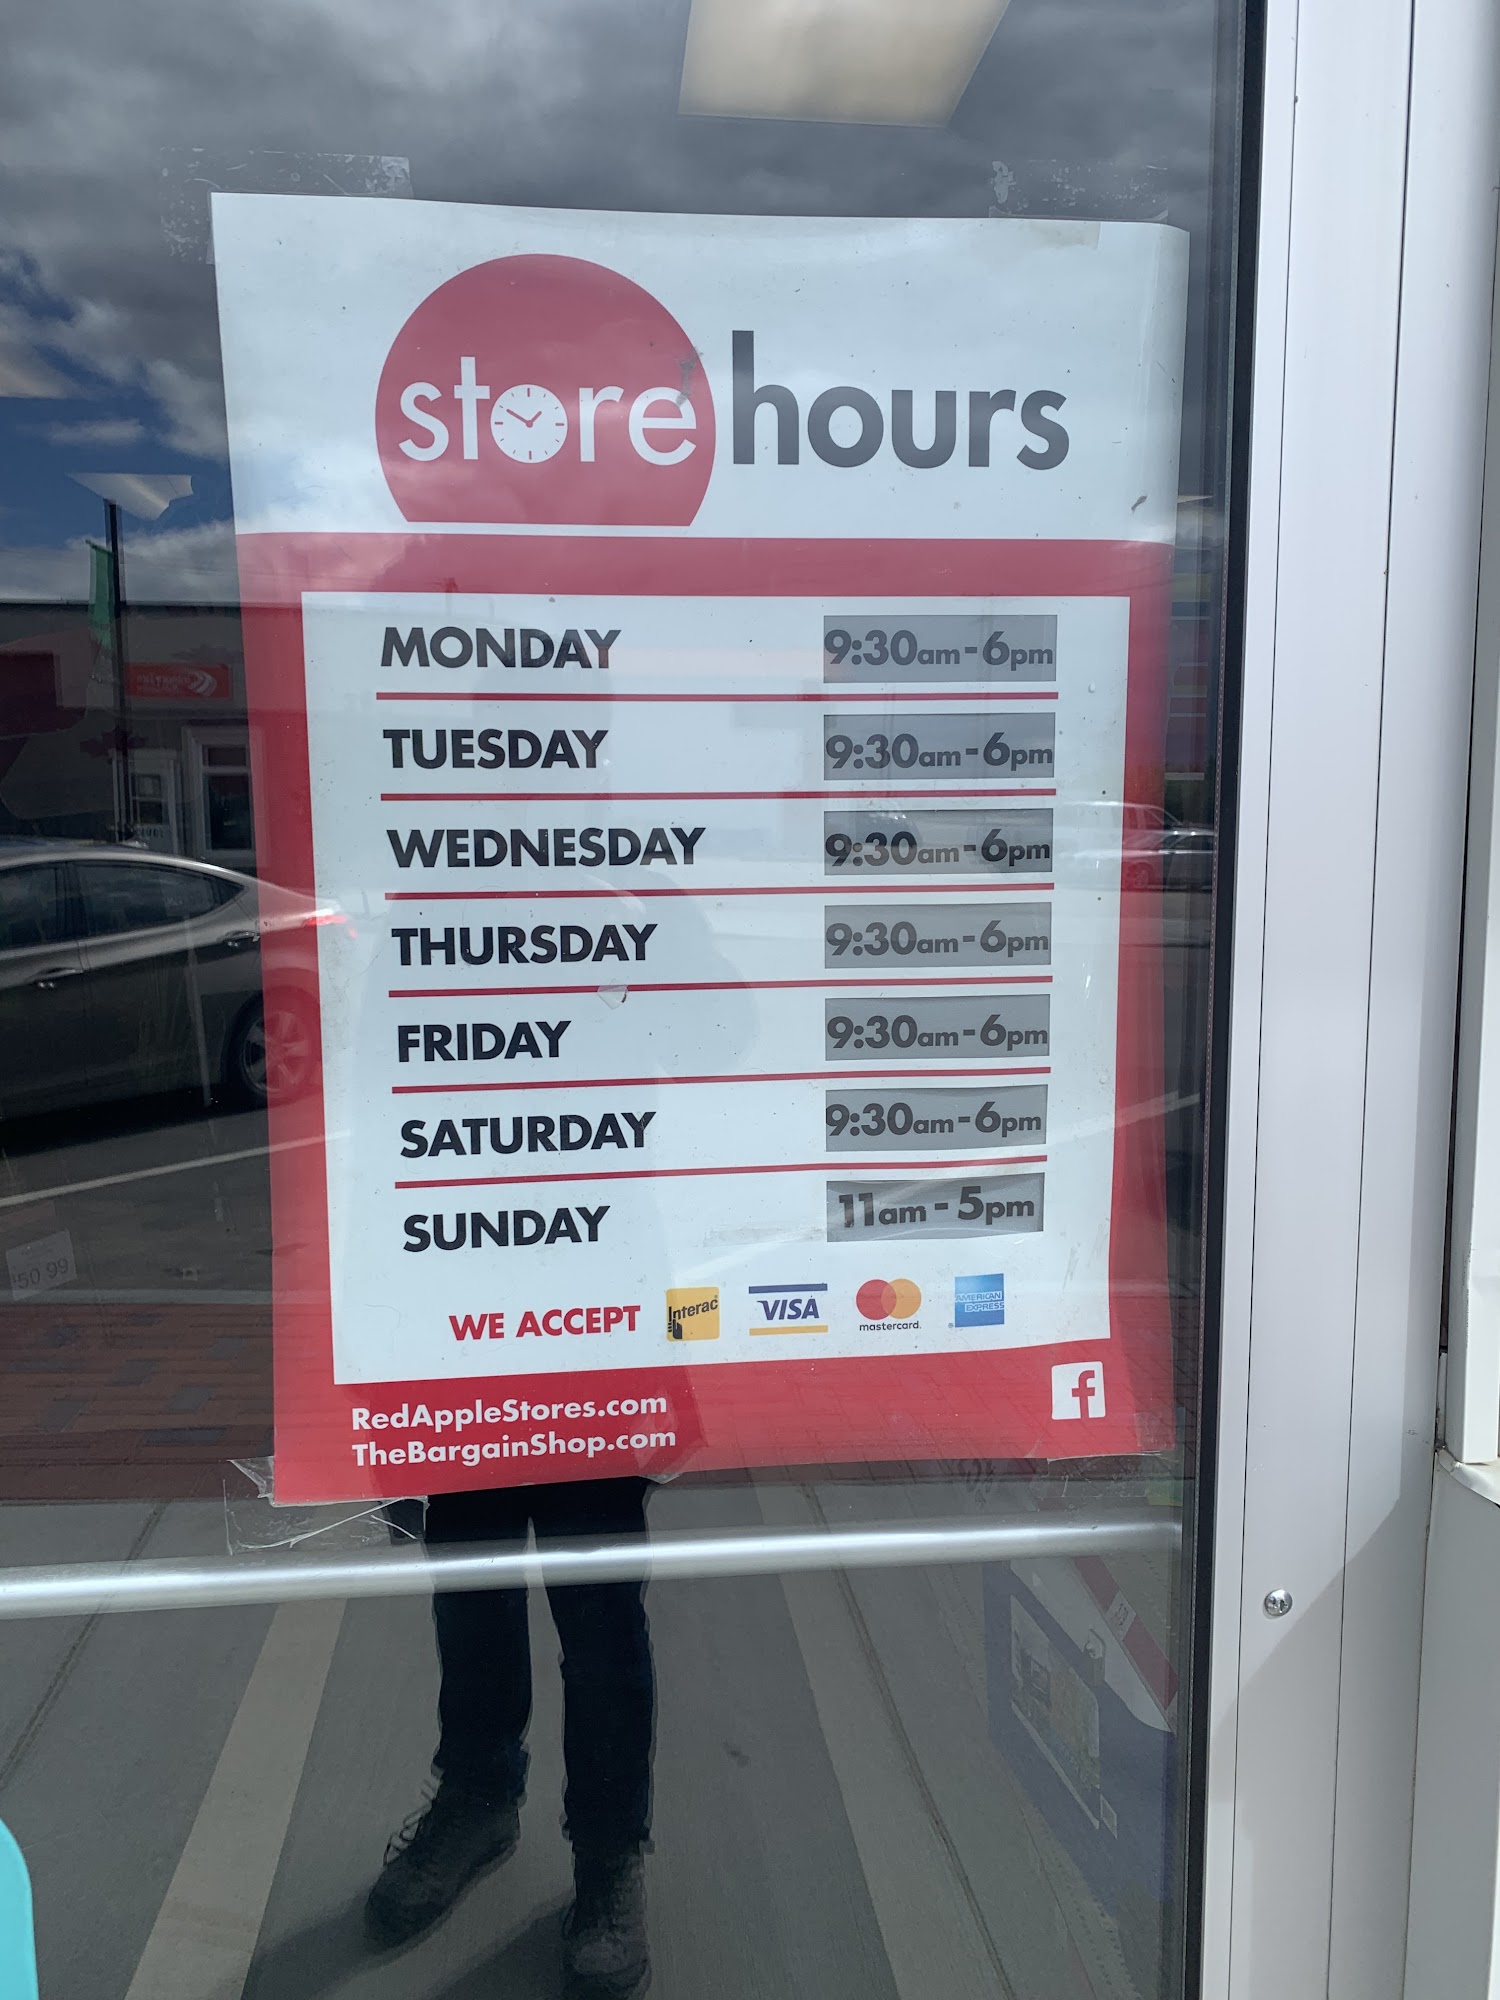 store hours
MONDAY 9:30am - 6pm
TUESDAY 9:30am - 6pm
WEDNESDAY 9:30am - 6pm
THURSDAY 9:30am - 6pm
FRIDAY 9:30am - 6pm
SATURDAY 9:30am - 6pm
SUNDAY 11am - 5pm
WE ACCEPT Interac VISA mastercard. AMERICAN EXPRESS
RedAppleStores.com
TheBargainShop.com
50 99